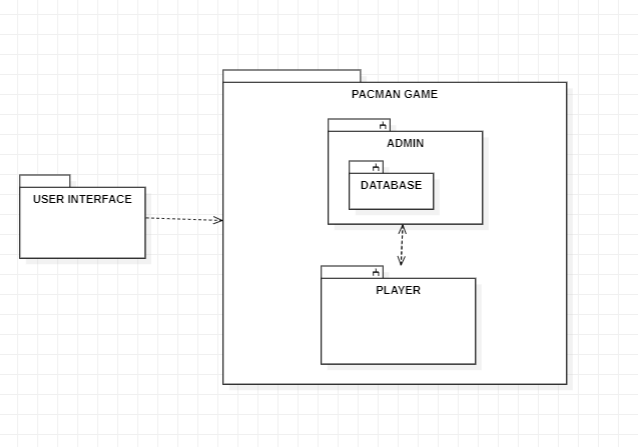 PACMAN GAME
ADMIN
DATABASE
USER INTERFACE
PLAYER